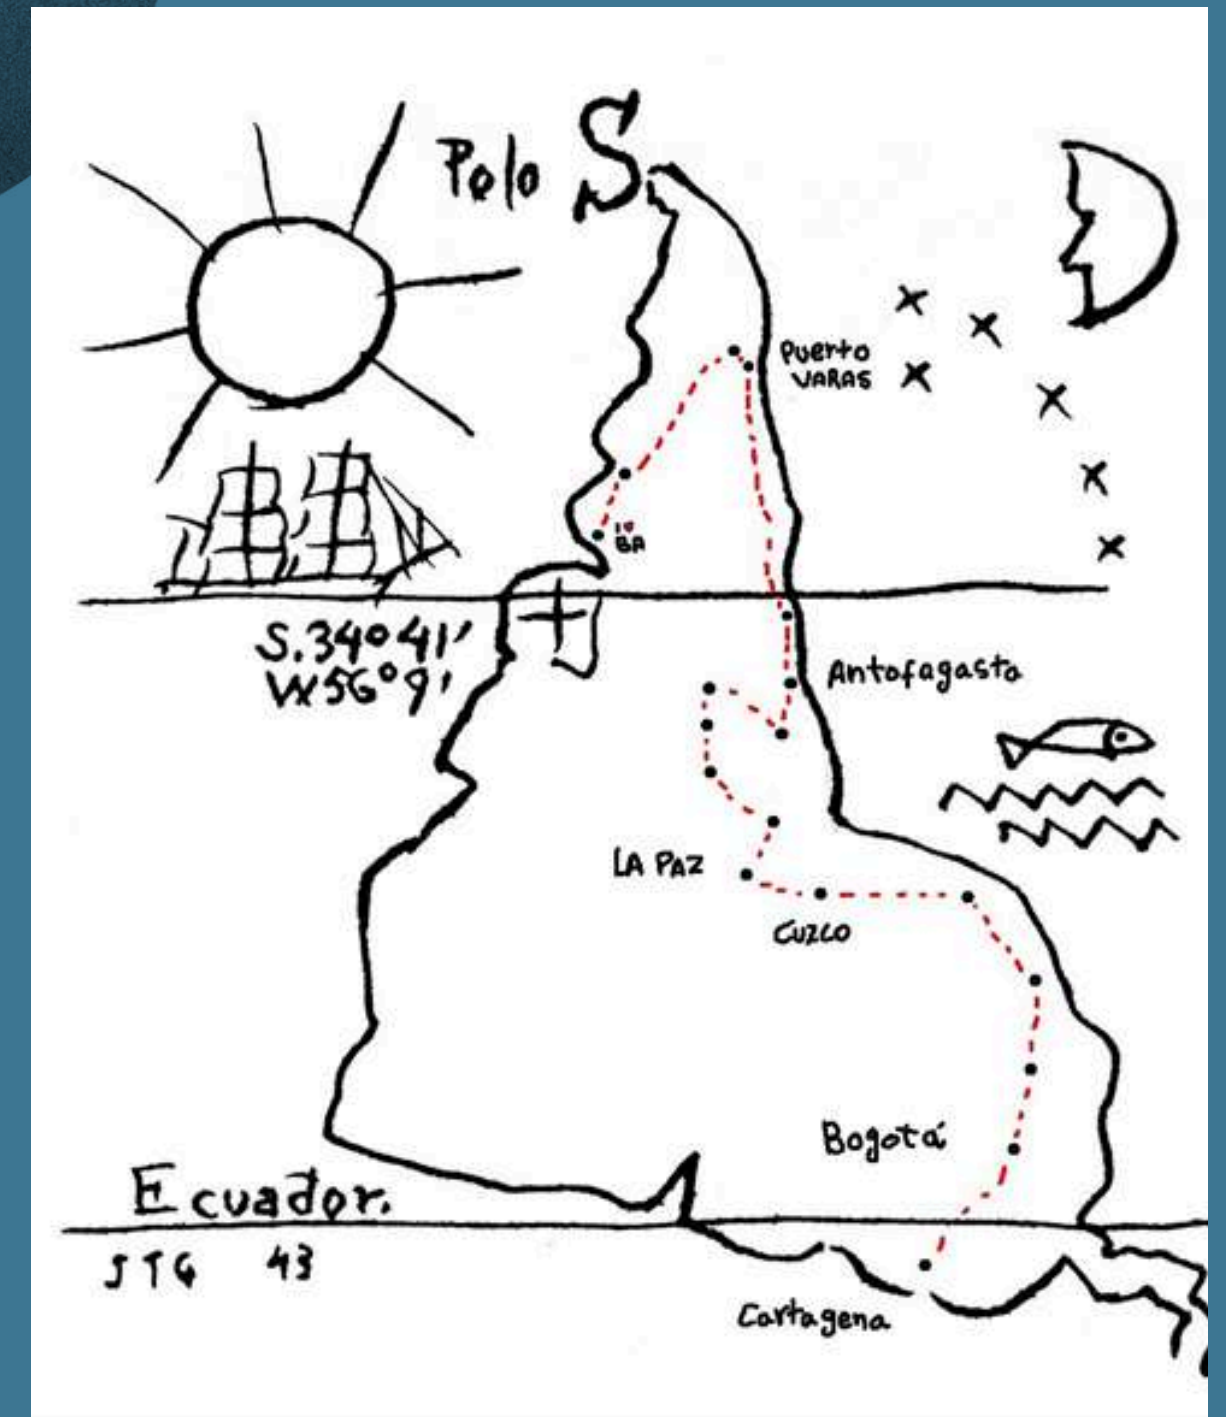 Polo S.
Puerto
VARAS
BA
S.34° 41'
W56° 9'
Antofagasta
LA PAZ
CUZCO
Bogotá
Ecuador.
JTG 43
Cartagena